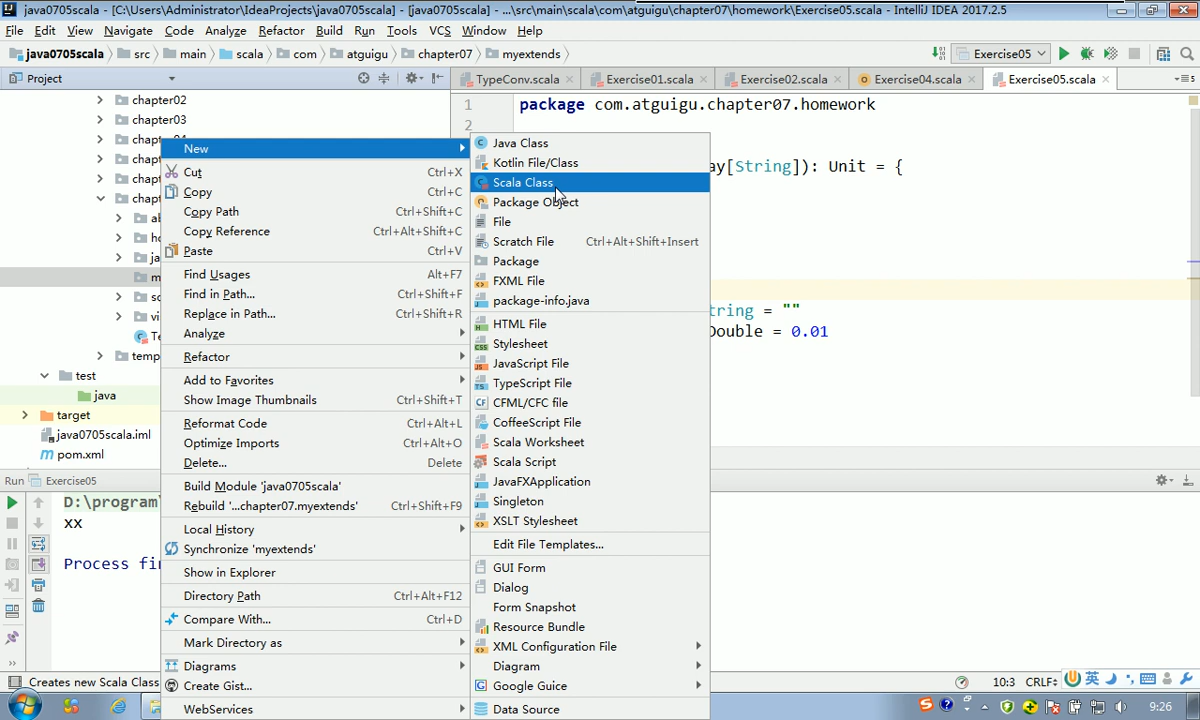 java0705scala - [C:\Users\Administrator\IdeaProjects\java0705scala] - [java0705scala] - ...\src\main\scala\com\atguigu\chapter07\homework\Exercise05.scala - IntelliJ IDEA 2017.2.5
File Edit View Navigate Code Analyze Refactor Build Run Tools VCS Window Help
java0705scala src main scala com atguigu chapter07 myextends Exercise05
Project TypeConv.scala Exercise01.scala Exercise02.scala Exercise04.scala Exercise05.scala
chapter02
chapter03
test
java
target
java0705scala.iml
pom.xml
New
Cut Ctrl+X
Copy Ctrl+C
Copy Path Ctrl+Shift+C
Copy Reference Ctrl+Alt+Shift+C
Paste Ctrl+V
Find Usages Alt+F7
Find in Path... Ctrl+Shift+F
Replace in Path... Ctrl+Shift+R
Analyze
Refactor
Add to Favorites
Show Image Thumbnails Ctrl+Shift+T
Reformat Code Ctrl+Alt+L
Optimize Imports Ctrl+Alt+O
Delete... Delete
Build Module 'java0705scala'
Rebuild '...chapter07.myextends' Ctrl+Shift+F9
Local History
Synchronize 'myextends'
Show in Explorer
Directory Path Ctrl+Alt+F12
Compare With... Ctrl+D
Mark Directory as
Diagrams
Create Gist...
WebServices
Java Class
Kotlin File/Class
Scala Class
Package Object
File
Scratch File Ctrl+Alt+Shift+Insert
Package
FXML File
package-info.java
HTML File
Stylesheet
JavaScript File
TypeScript File
CFML/CFC file
CoffeeScript File
Scala Worksheet
Scala Script
JavaFXApplication
Singleton
XSLT Stylesheet
Edit File Templates...
GUI Form
Dialog
Form Snapshot
Resource Bundle
XML Configuration File
Diagram
Google Guice
Data Source
1 package com.atguigu.chapter07.homework
2
ay[String]): Unit = {
tring = ""
Double = 0.01
Run Exercise05
D:\program
xx
Process fi
Creates new Scala Class
10:3 CRLF
英
9:26